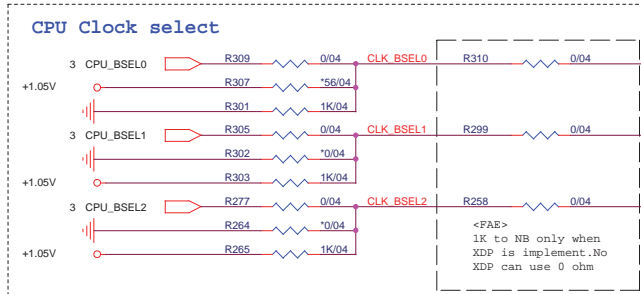 CPU Clock select
3 CPU_BSEL0 R309 0/04 CLK_BSEL0 R310 0/04
+1.05V R307 *56/04
R301 1K/04
3 CPU_BSEL1 R305 0/04 CLK_BSEL1 R299 0/04
R302 *0/04
+1.05V R303 1K/04
3 CPU_BSEL2 R277 0/04 CLK_BSEL2 R258 0/04
R264 *0/04
+1.05V R265 1K/04
<FAE>
1K to NB only when
XDP is implement.No
XDP can use 0 ohm